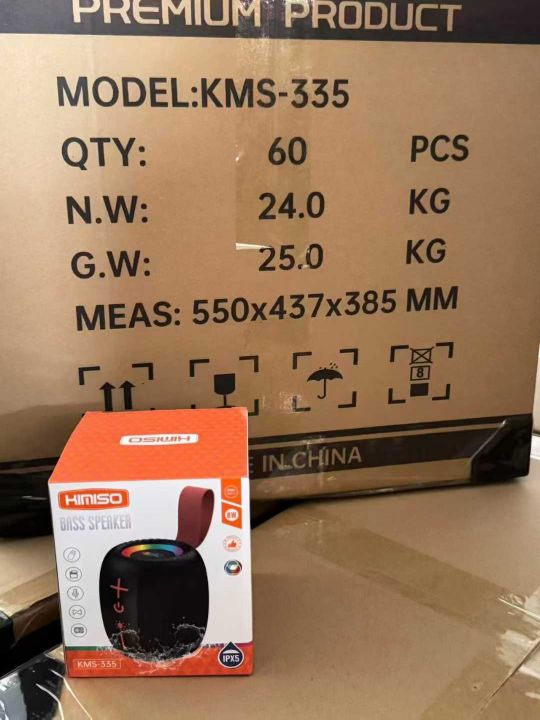 PREMIUM PRODUCT
MODEL:KMS-335
QTY: 60 PCS
N.W: 24.0 KG
G.W: 25.0 KG
MEAS: 550x437x385 MM
8
IN CHINA
KIMISO
KIMISO
BASS SPEAKER
8W
IPX5
KMS-335